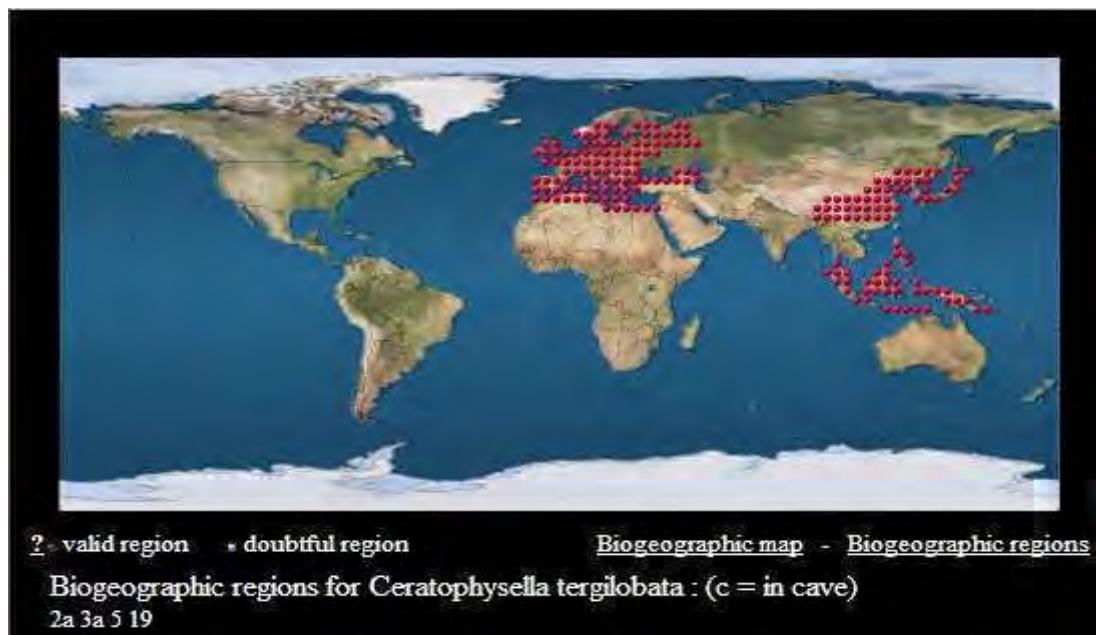 ? valid region • doubtful region Biogeographic map - Biogeographic regions
Biogeographic regions for Ceratophysella tergilobata : (c = in cave)
2a 3a 5 19